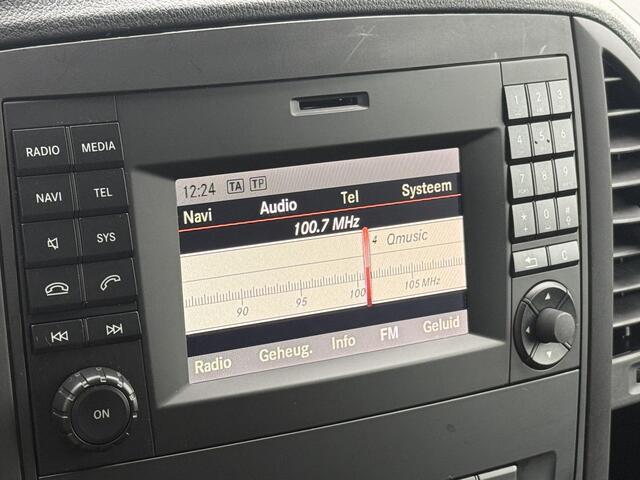 RADIO MEDIA
NAVI TEL
SYS
ON
12:24 TA TP
Navi Audio Tel Systeem
100.7 MHz
4 Qmusic
90 95 100 105 MHz
Radio Geheug. Info FM Geluid
1 2 3
4 5 6
7 8 9
* 0 #
C